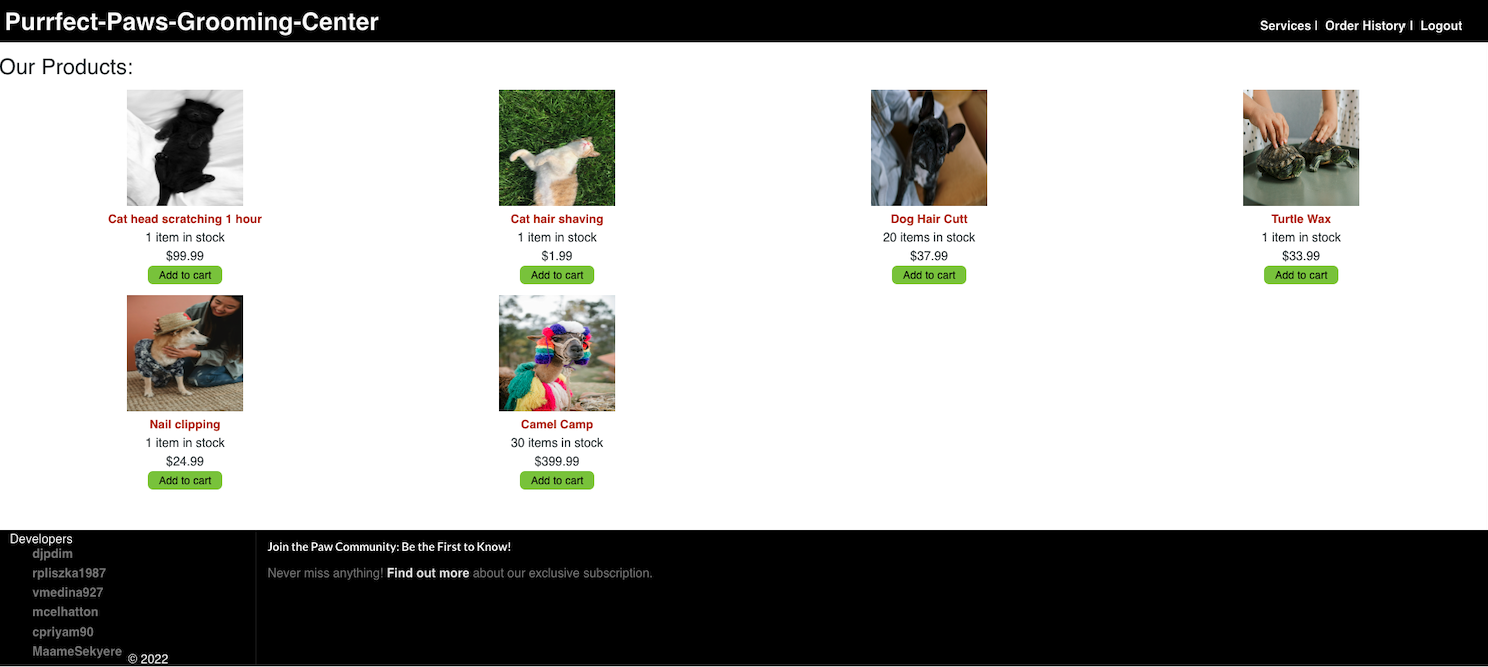 Purrfect-Paws-Grooming-Center
Services | Order History | Logout
Our Products:
Cat head scratching 1 hour
1 item in stock
$99.99
Add to cart
Cat hair shaving
1 item in stock
$1.99
Add to cart
Dog Hair Cutt
20 items in stock
$37.99
Add to cart
Turtle Wax
1 item in stock
$33.99
Add to cart
Nail clipping
1 item in stock
$24.99
Add to cart
Camel Camp
30 items in stock
$399.99
Add to cart
Developers
djpdim
rpliszka1987
vmedina927
mcelhatton
cpriyam90
MaameSekyere
© 2022
Join the Paw Community: Be the First to Know!
Never miss anything! Find out more about our exclusive subscription.